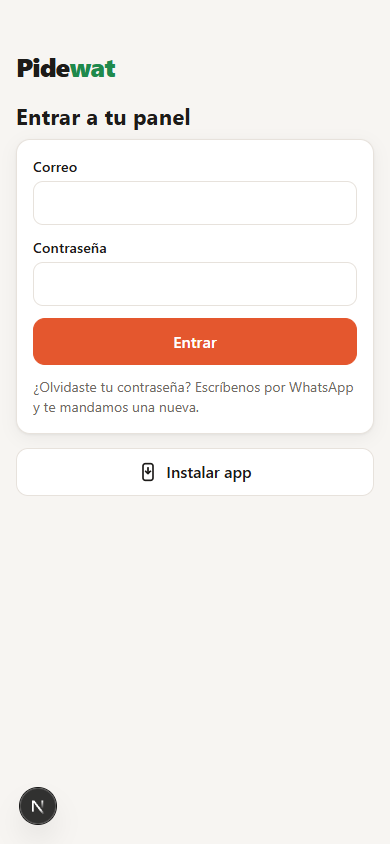 Pidewat
Entrar a tu panel
Correo
Contraseña
Entrar
¿Olvidaste tu contraseña? Escríbenos por WhatsApp
y te mandamos una nueva.
Instalar app
N